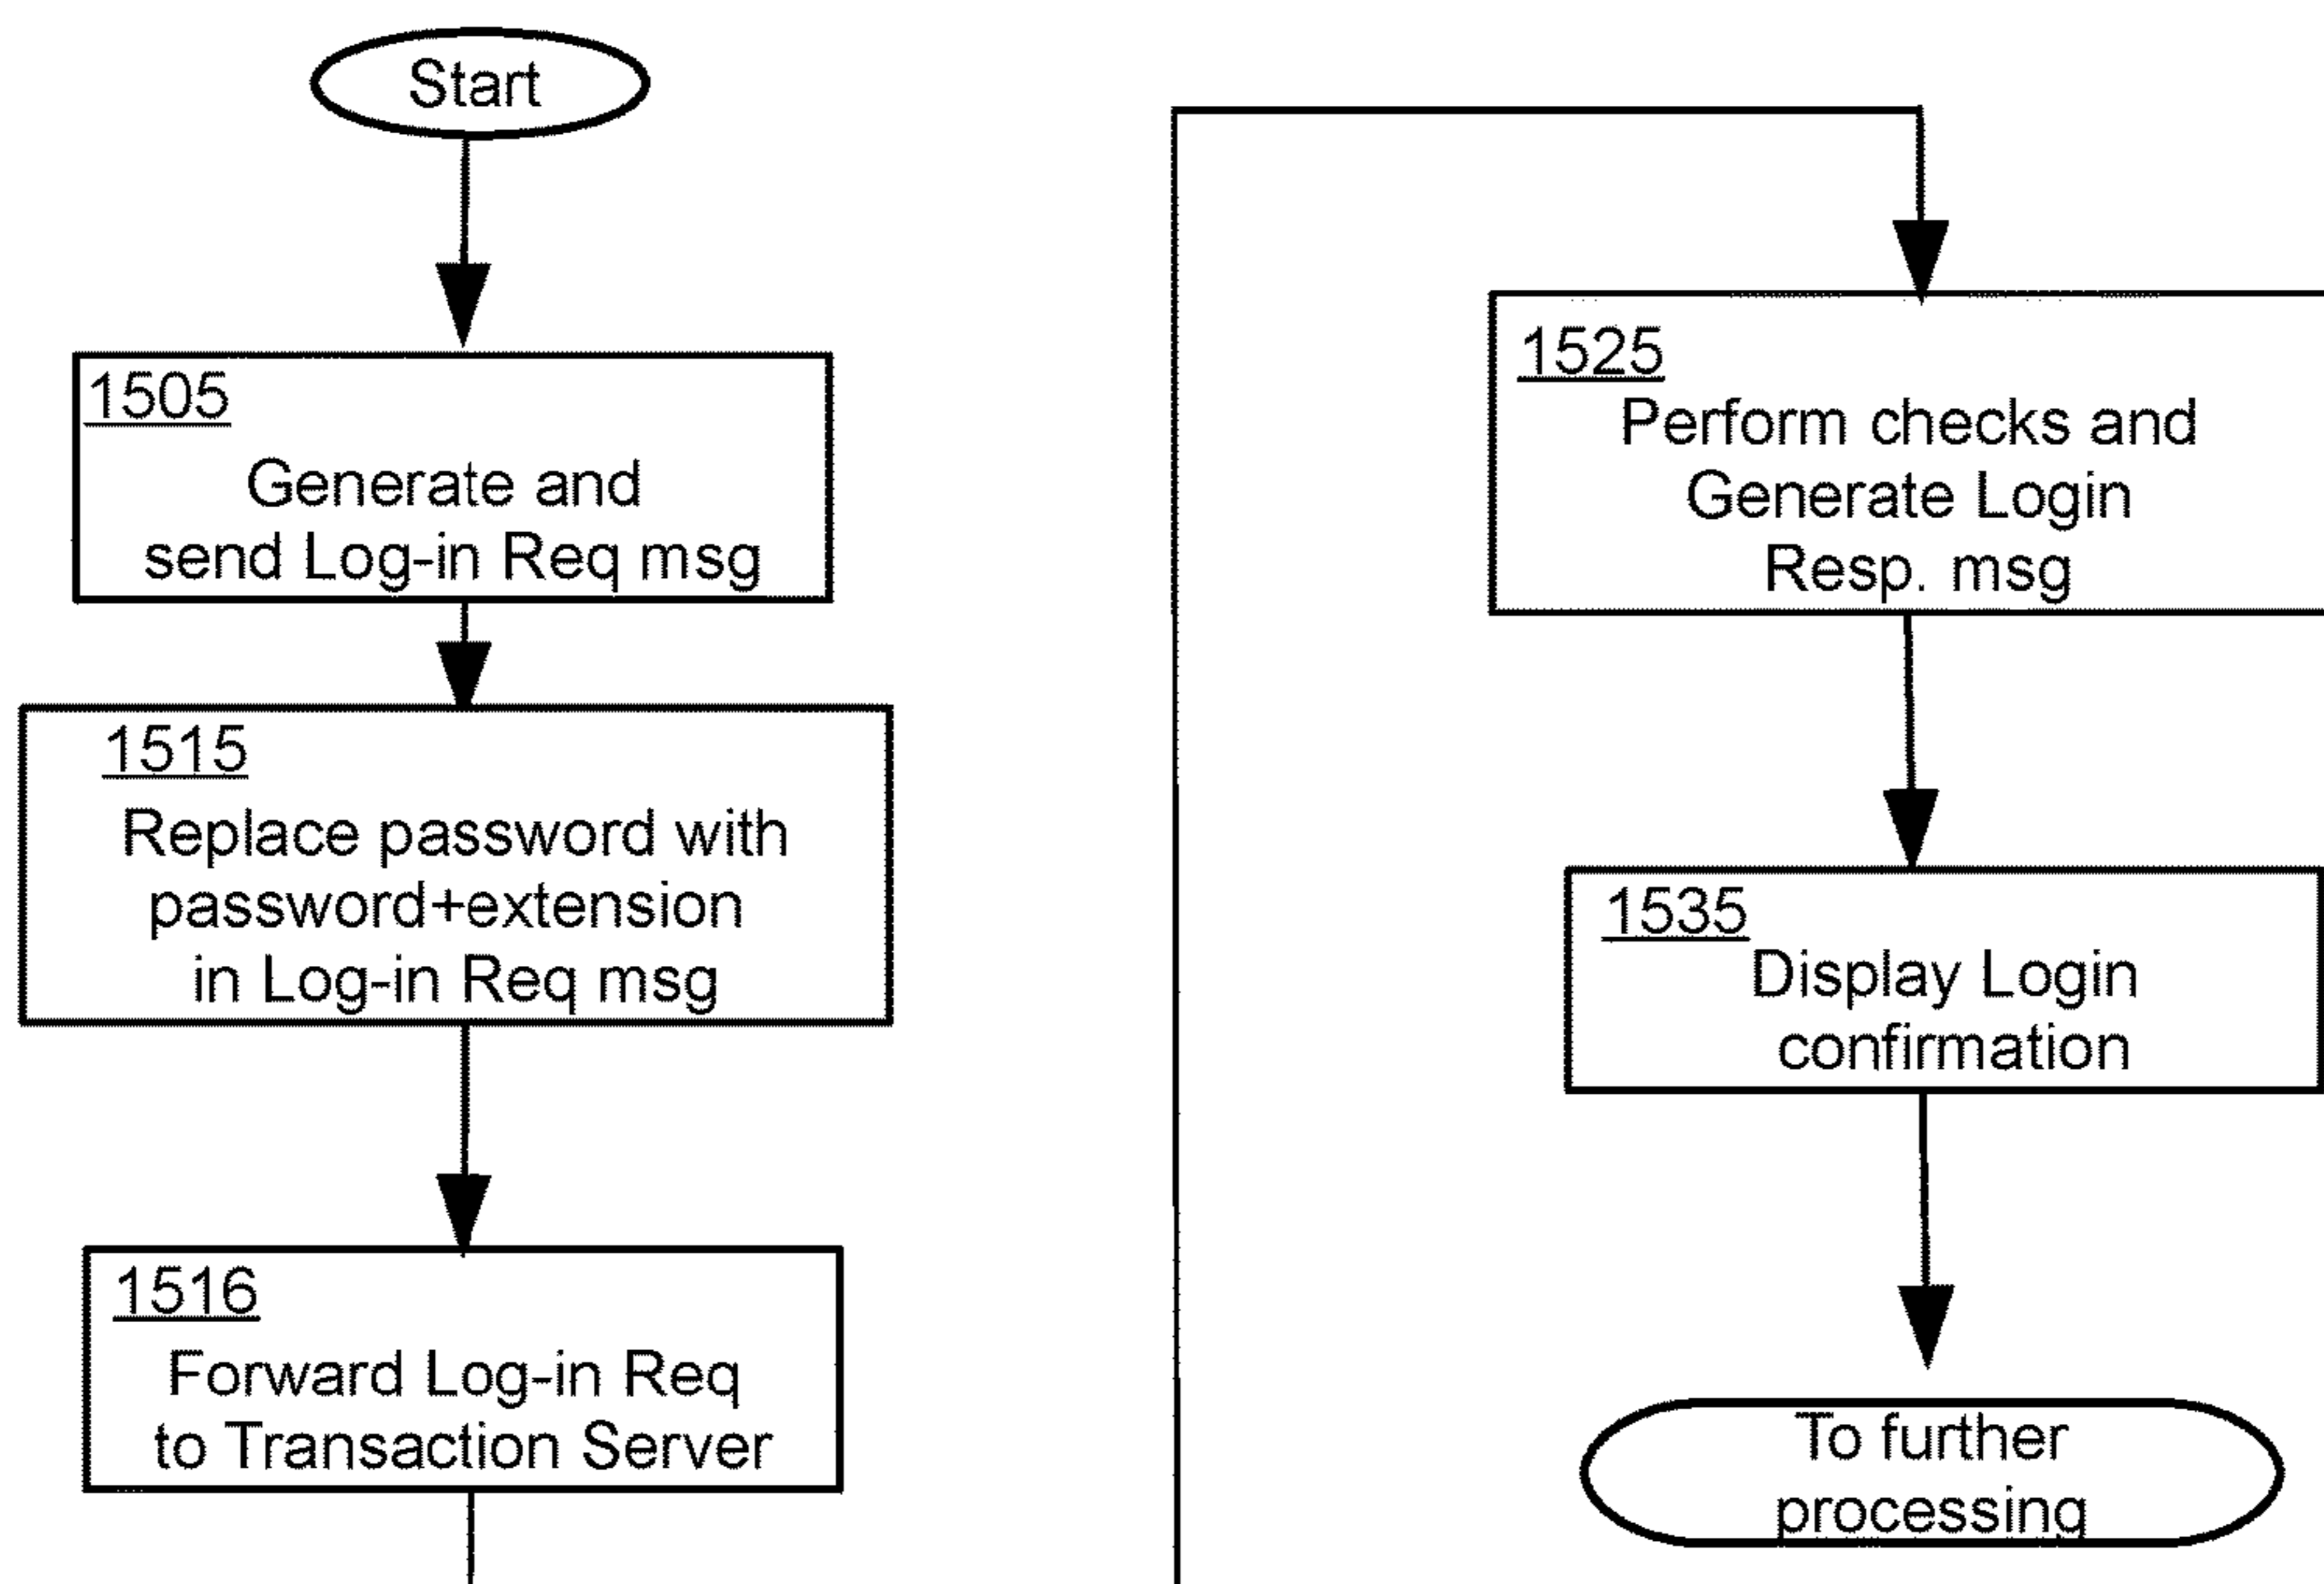 Start
1505
Generate and
send Log-in Req msg
1515
Replace password with
password+extension
in Log-in Req msg
1516
Forward Log-in Req
to Transaction Server
1525
Perform checks and
Generate Login
Resp. msg
1535
Display Login
confirmation
To further
processing